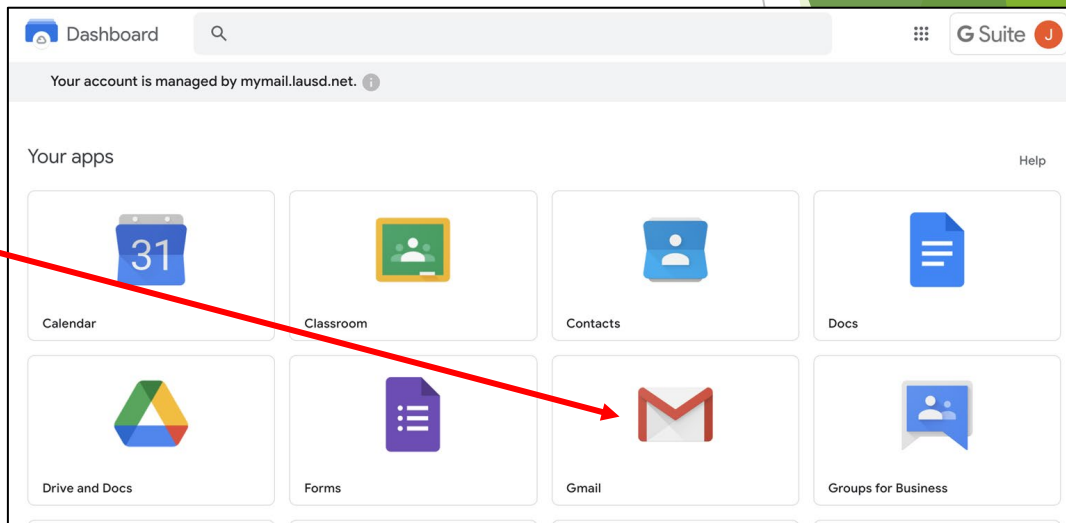 Dashboard
G Suite J
Your account is managed by mymail.lausd.net. i
Your apps
Help
31
Calendar
Classroom
Contacts
Docs
Drive and Docs
Forms
Gmail
Groups for Business